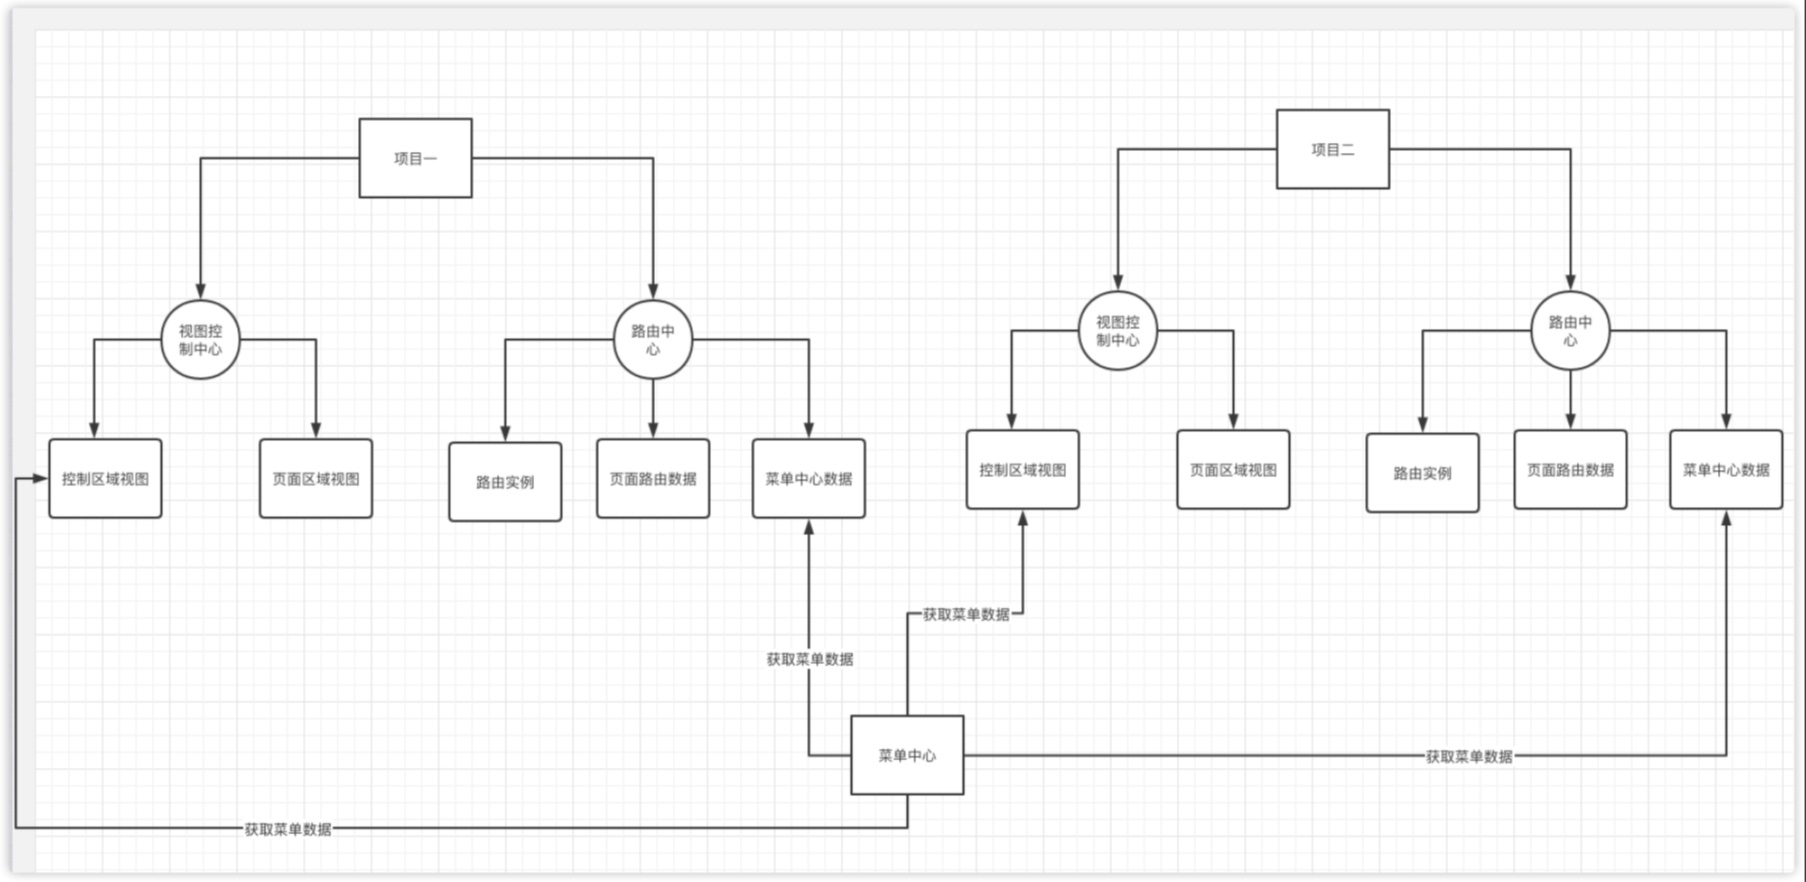 项目一
项目二
视图控
制中心
路由中
心
视图控
制中心
路由中
心
控制区域视图
页面区域视图
路由实例
页面路由数据
菜单中心数据
控制区域视图
页面区域视图
路由实例
页面路由数据
菜单中心数据
获取菜单数据
获取菜单数据
菜单中心
获取菜单数据
获取菜单数据